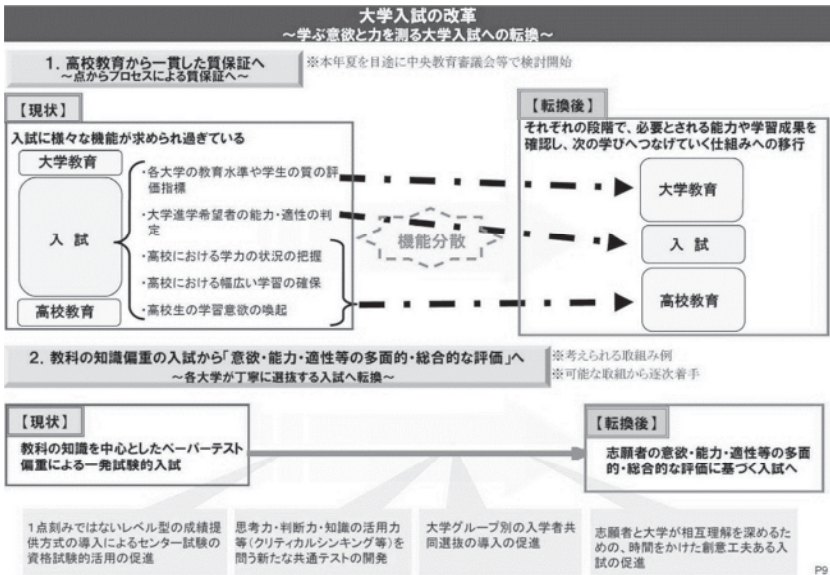 大学入試の改革
～学ぶ意欲と力を測る大学入試への転換～
1. 高校教育から一貫した質保証へ
～点からプロセスによる質保証へ～
※本年夏を目途に中央教育審議会等で検討開始
【現状】
入試に様々な機能が求められ過ぎている
大学教育
入 試
高校教育
・各大学の教育水準や学生の質の評
価指標
・大学進学希望者の能力・適性の判
定
・高校における学力の状況の把握
・高校における幅広い学習の確保
・高校生の学習意欲の喚起
機能分散
【転換後】
それぞれの段階で、必要とされる能力や学習成果を
確認し、次の学びへつなげていく仕組みへの移行
大学教育
入 試
高校教育
2. 教科の知識偏重の入試から「意欲・能力・適性等の多面的・総合的な評価」へ
～各大学が丁寧に選抜する入試へ転換～
※考えられる取組み例
※可能な取組から逐次着手
【現状】
教科の知識を中心としたペーパーテスト
偏重による一発試験的入試
【転換後】
志願者の意欲・能力・適性等の多面
的・総合的な評価に基づく入試へ
1点刻みではないレベル型の成績提
供方式の導入によるセンター試験の
資格試験的活用の促進
思考力・判断力・知識の活用力
等(クリティカルシンキング等)を
問う新たな共通テストの開発
大学グループ別の入学者共
同選抜の導入の促進
志願者と大学が相互理解を深めるた
めの、時間をかけた創意工夫ある入
試の促進
P9